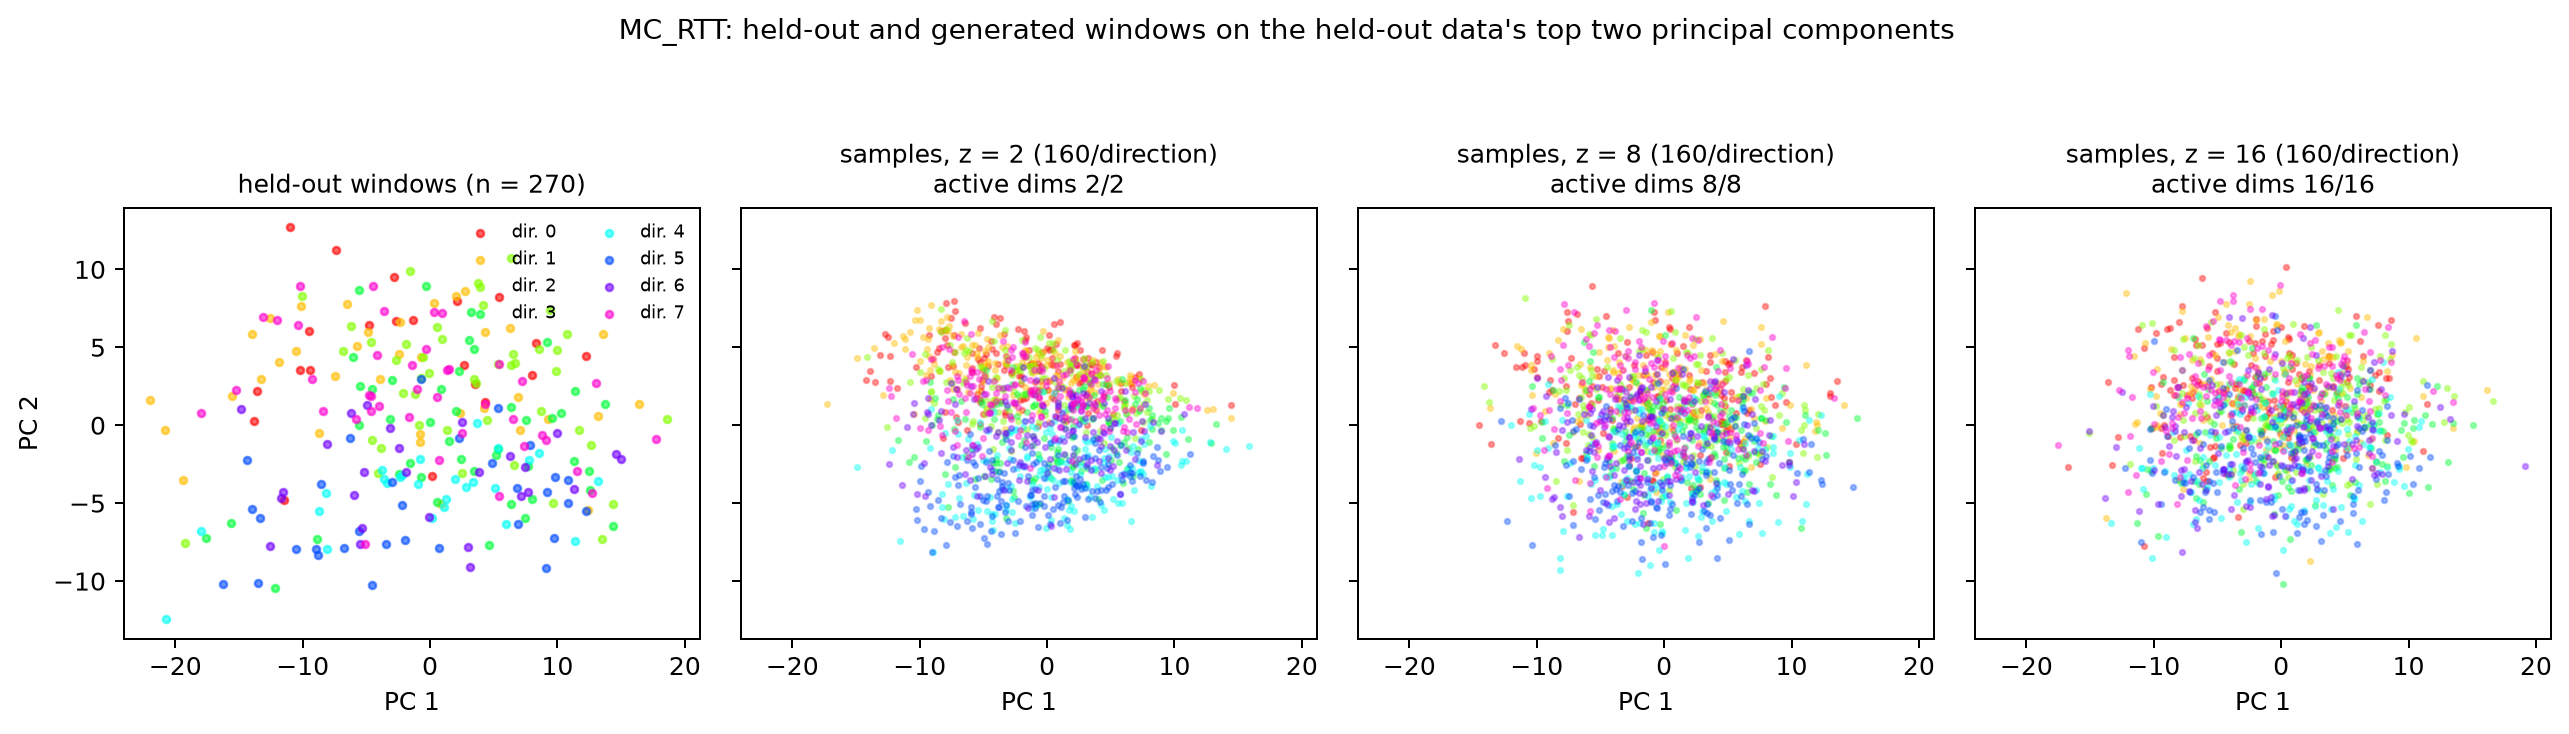 MC_RTT: held-out and generated windows on the held-out data's top two principal components
held-out windows (n = 270)
dir. 0
dir. 1
dir. 2
dir. 3
dir. 4
dir. 5
dir. 6
dir. 7
PC 2
10
5
0
−5
−10
−20
−10
0
10
20
PC 1
samples, z = 2 (160/direction)
active dims 2/2
−20
−10
0
10
20
PC 1
samples, z = 8 (160/direction)
active dims 8/8
−20
−10
0
10
20
PC 1
samples, z = 16 (160/direction)
active dims 16/16
−20
−10
0
10
20
PC 1